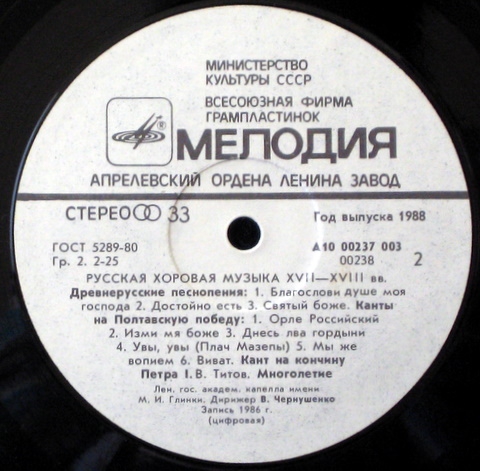 МИНИСТЕРСТВО
КУЛЬТУРЫ СССР
ВСЕСОЮЗНАЯ ФИРМА
ГРАМПЛАСТИНОК
®
МЕЛОДИЯ
АПРЕЛЕВСКИЙ ОРДЕНА ЛЕНИНА ЗАВОД
СТЕРЕО 33
Год выпуска 1988
ГОСТ 5289-80
А10 00237 003
Гр. 2. 2-25
00238 2
РУССКАЯ ХОРОВАЯ МУЗЫКА XVII—XVIII вв.
Древнерусские песнопения: 1. Благослови душе моя
господа 2. Достойно есть 3. Святый боже. Канты
на Полтавскую победу: 1. Орле Российский
2. Изми мя боже 3. Днесь два гордыни
4. Увы, увы (Плач Мазепы) 5. Мы же
вопием 6. Виват. Кант на кончину
Петра I. В. Титов. Многолетие
Лен. гос. академ. капелла имени
М. И. Глинки. Дирижер В. Чернушенко
Запись 1986 г.
(цифровая)